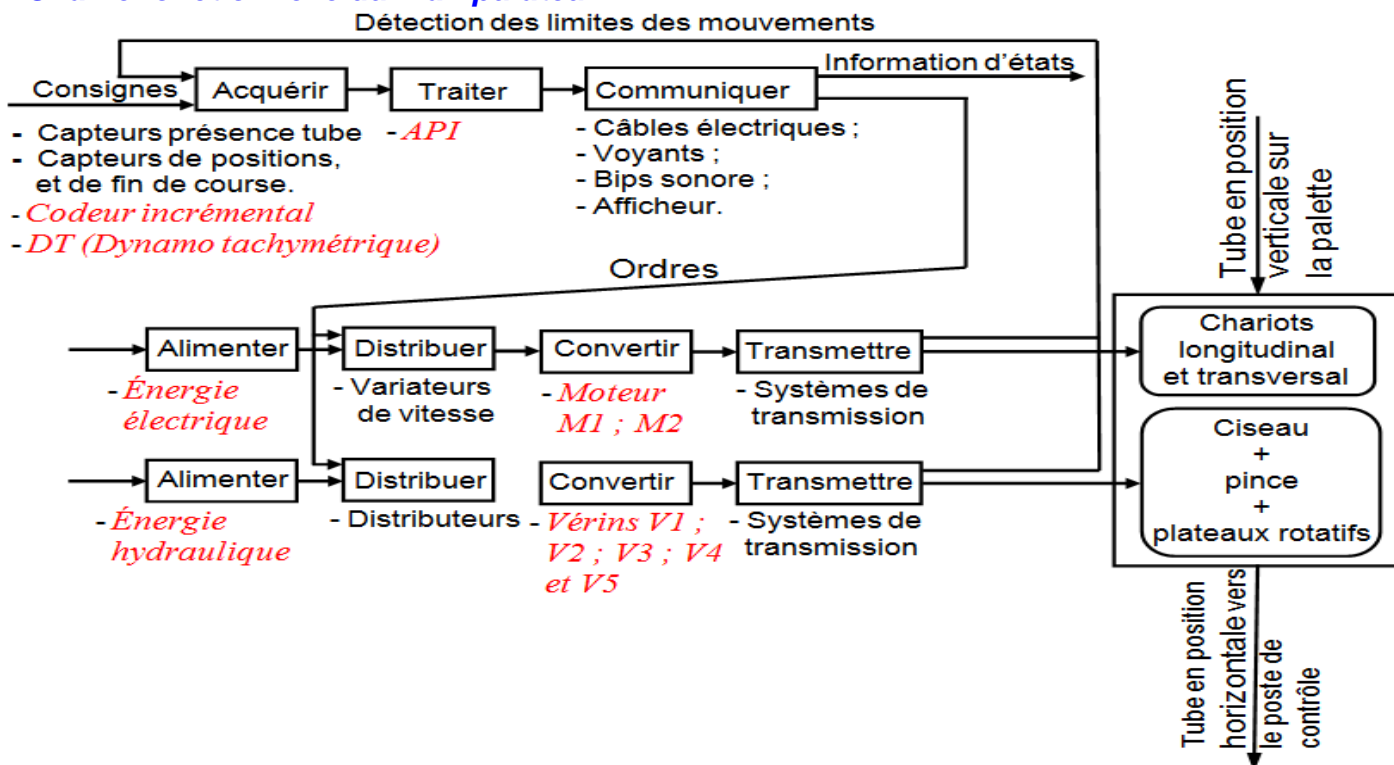 Détection des limites des mouvements
Information d'états
Consignes
Acquérir
Traiter
Communiquer
- Capteurs présence tube
- Capteurs de positions,
et de fin de course.
- Codeur incrémental
- DT (Dynamo tachymétrique)
- API
- Câbles électriques ;
- Voyants ;
- Bips sonore ;
- Afficheur.
Tube en position
verticale sur
la palette
Ordres
Alimenter
Distribuer
Convertir
Transmettre
- Énergie
électrique
- Variateurs
de vitesse
- Moteur
M1 ; M2
- Systèmes de
transmission
Chariots
longitudinal
et transversal
Alimenter
Distribuer
Convertir
Transmettre
- Énergie
hydraulique
- Distributeurs
- Vérins V1 ;
V2 ; V3 ; V4
et V5
- Systèmes de
transmission
Ciseau
+
pince
+
plateaux rotatifs
Tube en position
horizontale vers
le poste de
contrôle